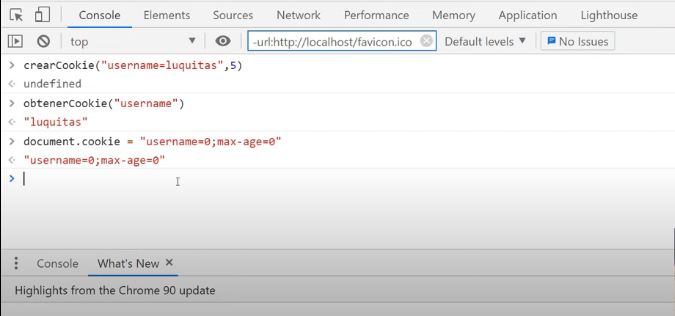 Console Elements Sources Network Performance Memory Application Lighthouse
top -url:http://localhost/favicon.ico Default levels No Issues
> crearCookie("username=luquitas",5)
undefined
> obtenerCookie("username")
"luquitas"
> document.cookie = "username=0;max-age=0"
"username=0;max-age=0"
>
Console What's New
Highlights from the Chrome 90 update